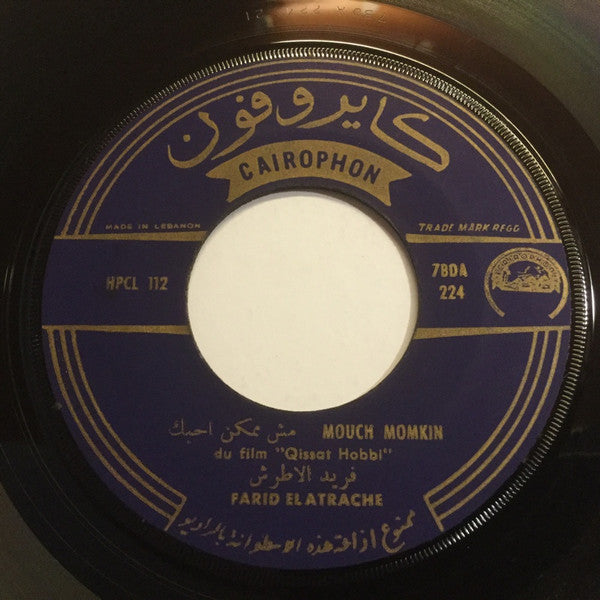 كايروفون
CAIROPHON
MADE IN LEBANON
TRADE MARK REGD
HPCL 112
7BDA
224
مش ممكن احبك MOUCH MOMKIN
du film "Qissat Hobbi"
فريد الاطرش
FARID ELATRACHE
ممنوع اذاعة هذه الاسطوانة بالراديو